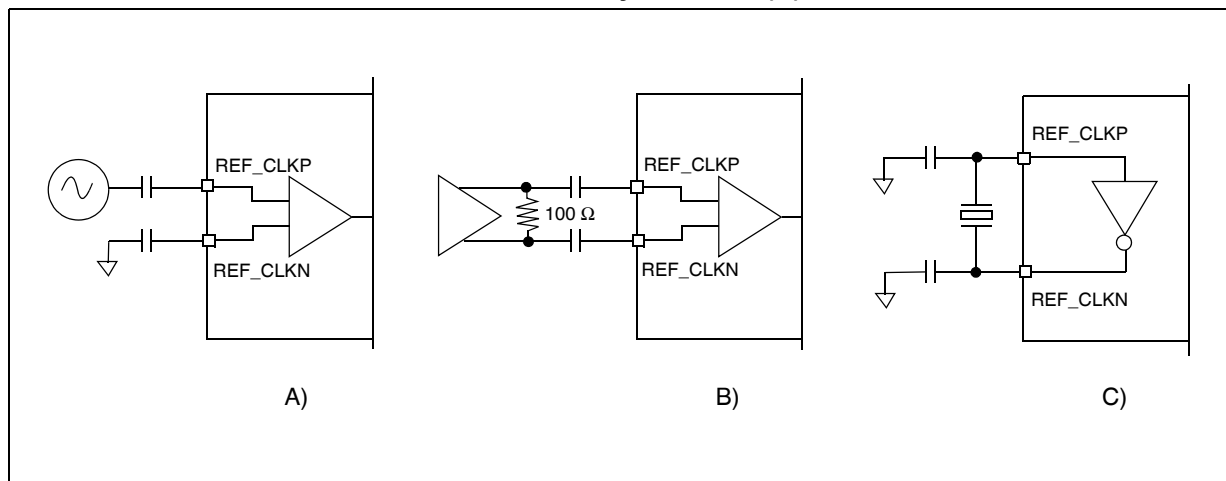 REF_CLKP
REF_CLKN
A)
REF_CLKP
100 Ω
REF_CLKN
B)
REF_CLKP
REF_CLKN
C)